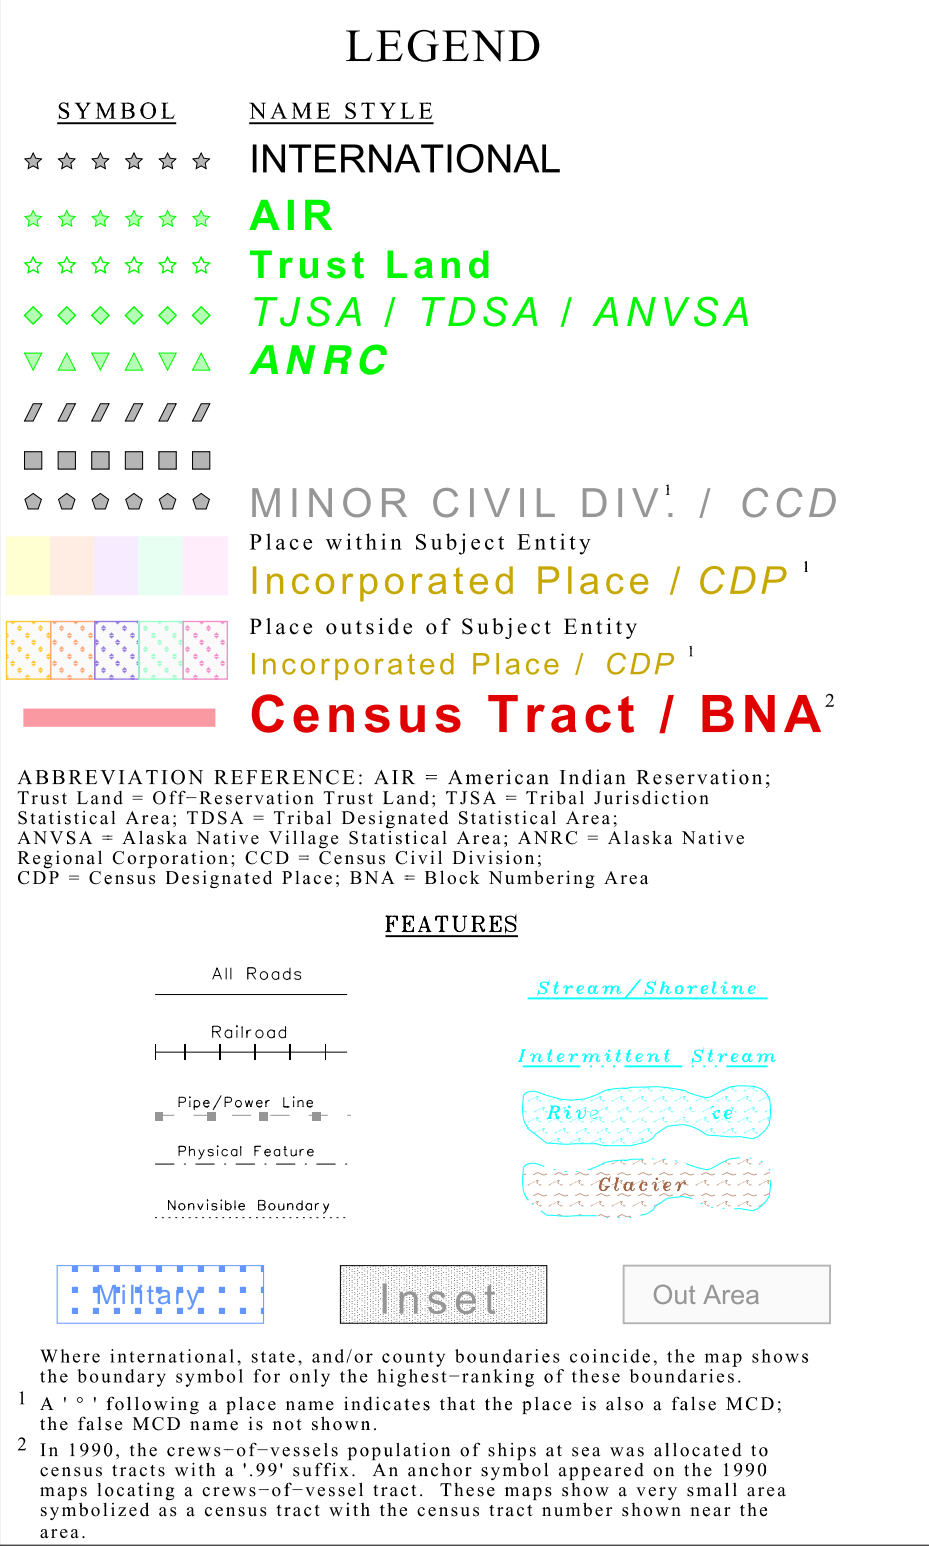 LEGEND
SYMBOL NAME STYLE
INTERNATIONAL
AIR
Trust Land
TJSA / TDSA / ANVSA
ANRC
MINOR CIVIL DIV.¹ / CCD
Place within Subject Entity
Incorporated Place / CDP ¹
Place outside of Subject Entity
Incorporated Place / CDP ¹
Census Tract / BNA²
ABBREVIATION REFERENCE: AIR = American Indian Reservation;
Trust Land = Off−Reservation Trust Land; TJSA = Tribal Jurisdiction
Statistical Area; TDSA = Tribal Designated Statistical Area;
ANVSA = Alaska Native Village Statistical Area; ANRC = Alaska Native
Regional Corporation; CCD = Census Civil Division;
CDP = Census Designated Place; BNA = Block Numbering Area
FEATURES
All Roads
Railroad
Pipe/Power Line
Physical Feature
Nonvisible Boundary
Stream/Shoreline
Intermittent Stream
Glacier
Military
Inset
Out Area
Where international, state, and/or county boundaries coincide, the map shows
the boundary symbol for only the highest−ranking of these boundaries.
¹ A ' ° ' following a place name indicates that the place is also a false MCD;
the false MCD name is not shown.
² In 1990, the crews−of−vessels population of ships at sea was allocated to
census tracts with a '.99' suffix. An anchor symbol appeared on the 1990
maps locating a crews−of−vessel tract. These maps show a very small area
symbolized as a census tract with the census tract number shown near the
area.